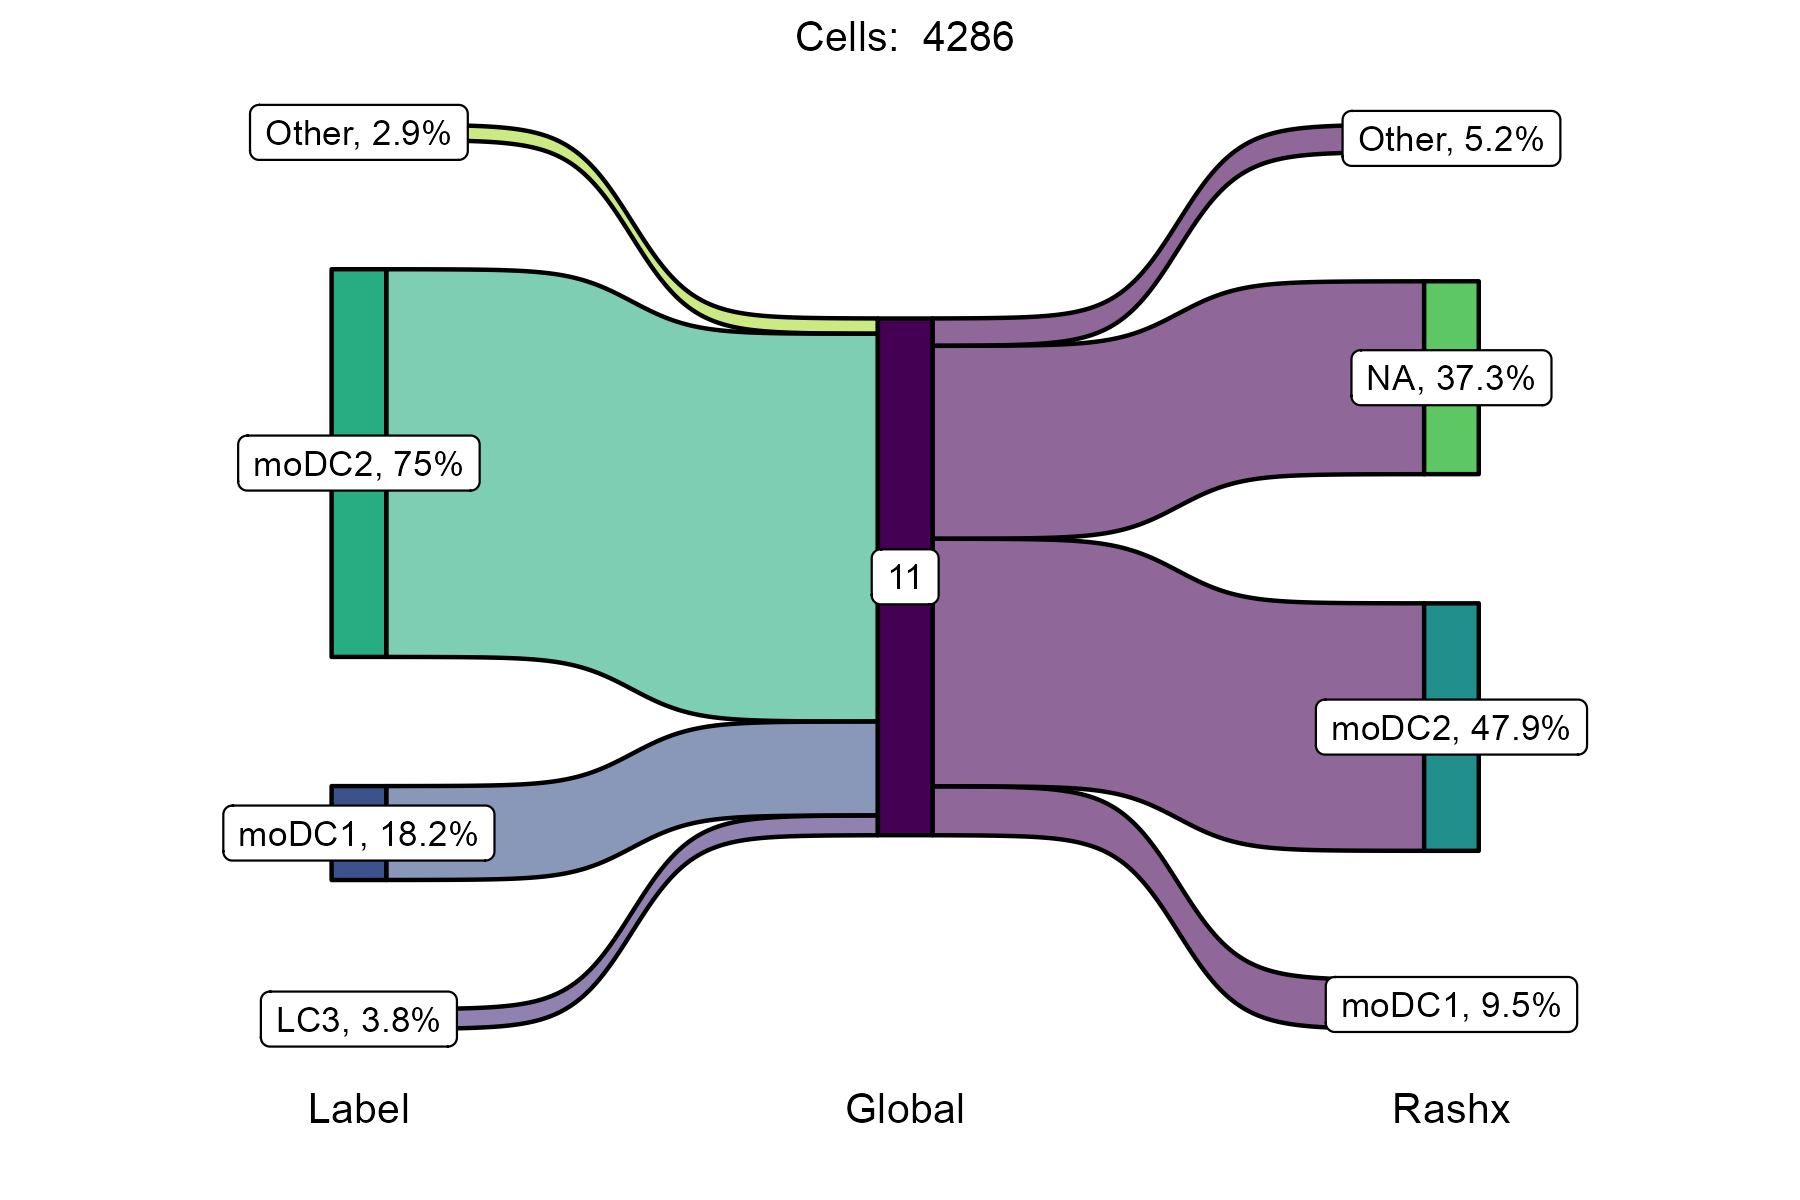 Cells:  4286
Other, 2.9%
Other, 5.2%
NA, 37.3%
moDC2, 75%
11
moDC2, 47.9%
moDC1, 18.2%
moDC1, 9.5%
LC3, 3.8%
Label
Global
Rashx